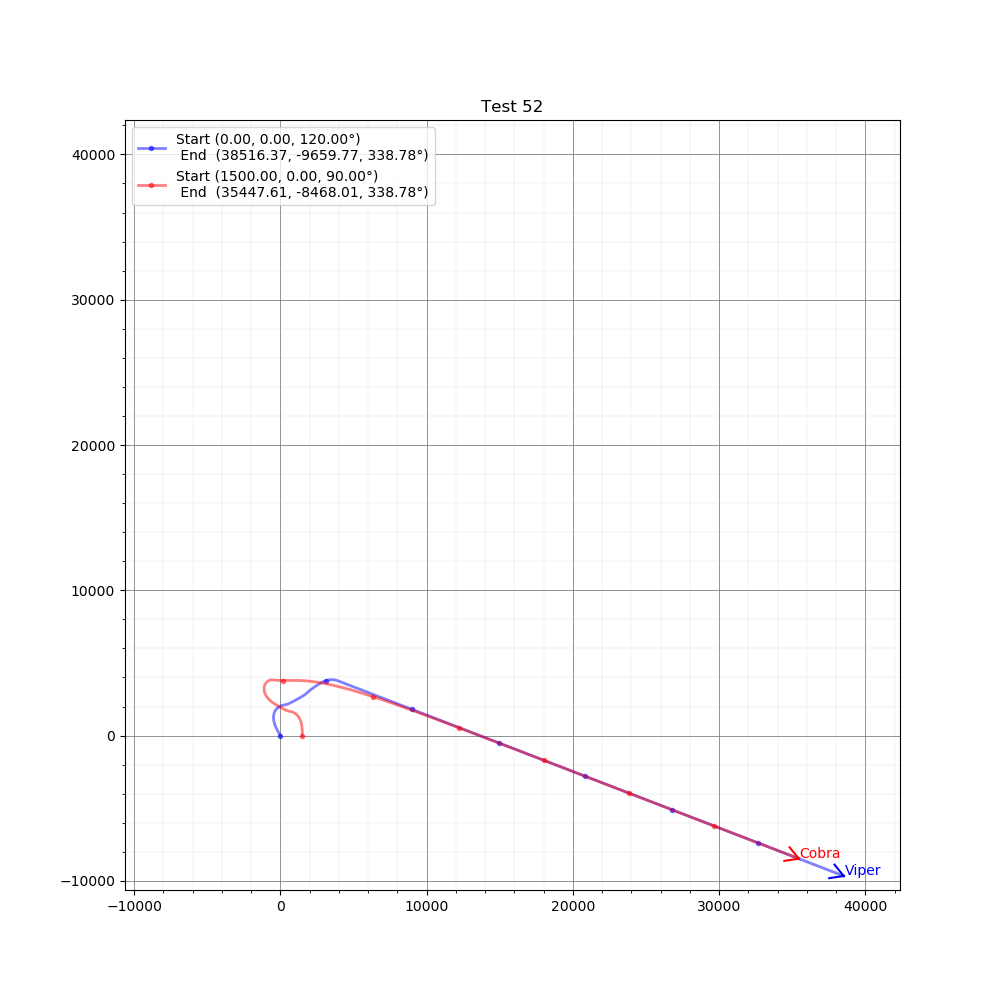 Test 52
Start (0.00, 0.00, 120.00°)
End  (38516.37, -9659.77, 338.78°)
Start (1500.00, 0.00, 90.00°)
End  (35447.61, -8468.01, 338.78°)
40000
30000
20000
10000
0
−10000
Cobra
Viper
−10000
0
10000
20000
30000
40000